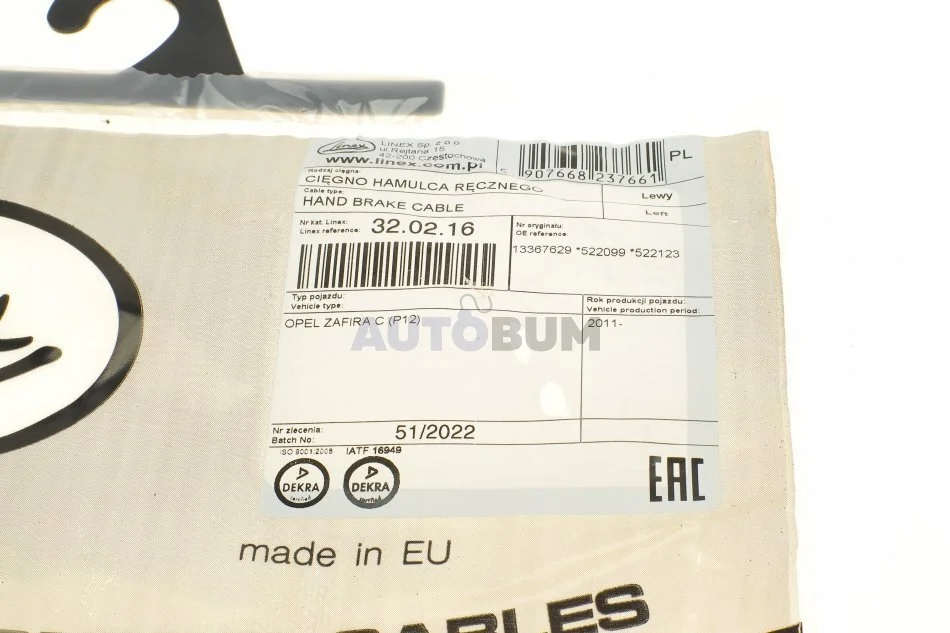 linex
LINEX Sp. z o.o.
ul Rejtana 15
42-200 Częstochowa
www.linex.com.pl
5 907668 237661
PL
Rodzaj cięgna:
CIĘGNO HAMULCA RĘCZNEGO
Lewy
Cable type:
HAND BRAKE CABLE
Left
Nr kat. Linex:
Linex reference:
32.02.16
Nr oryginału:
OE reference:
13367629 *522099 *522123
Typ pojazdu:
Vehicle type:
Rok produkcji pojazdu:
Vehicle production period:
OPEL ZAFIRA C (P12)
2011-
AUTOBUM
Nr zlecenia:
Batch No:
51/2022
ISO 9001:2008
IATF 16949
DEKRA
certified
DEKRA
certified
EAC
made in EU
CABLES